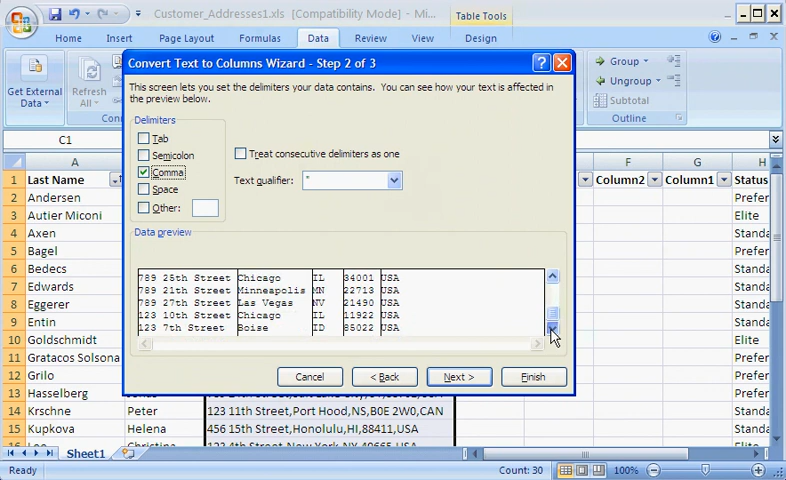 Customer_Addresses1.xls [Compatibility Mode] - Mi...
Table Tools
Home
Page Layout
Formulas
Data
Review
View
Design
Get External
Data
Refresh
All
Group
Ungroup
Subtotal
Outline
C1
Convert Text to Columns Wizard - Step 2 of 3
This screen lets you set the delimiters your data contains. You can see how your text is affected in
the preview below.
Delimiters
Tab
Semicolon
Comma
Space
Other:
Treat consecutive delimiters as one
Text qualifier: "
Data preview
789 25th Street Chicago IL 34001 USA
789 21st Street Minneapolis MN 22713 USA
789 27th Street Las Vegas NV 21490 USA
123 10th Street Chicago IL 11922 USA
123 7th Street Boise ID 85022 USA
Cancel
< Back
Next >
Finish
A F G H
1 Last Name Column2 Column1 Status
2 Andersen Prefer
3 Autier Miconi Elite
4 Axen Prefer
5 Bagel Prefer
6 Bedecs Standa
7 Edwards Prefer
8 Eggerer Prefer
9 Entin Standa
10 Goldschmidt Standa
11 Gratacos Solsona Prefer
12 Grilo Prefer
13 Hasselberg Standa
14 Krschne Peter 123 11th Street,Port Hood,NS,B0E 2W0,CAN Prefer
15 Kupkova Helena 456 15th Street,Honolulu,HI,88411,USA Prefer
16 Lee Christina Standa
Sheet1
Ready
Count: 30
100%